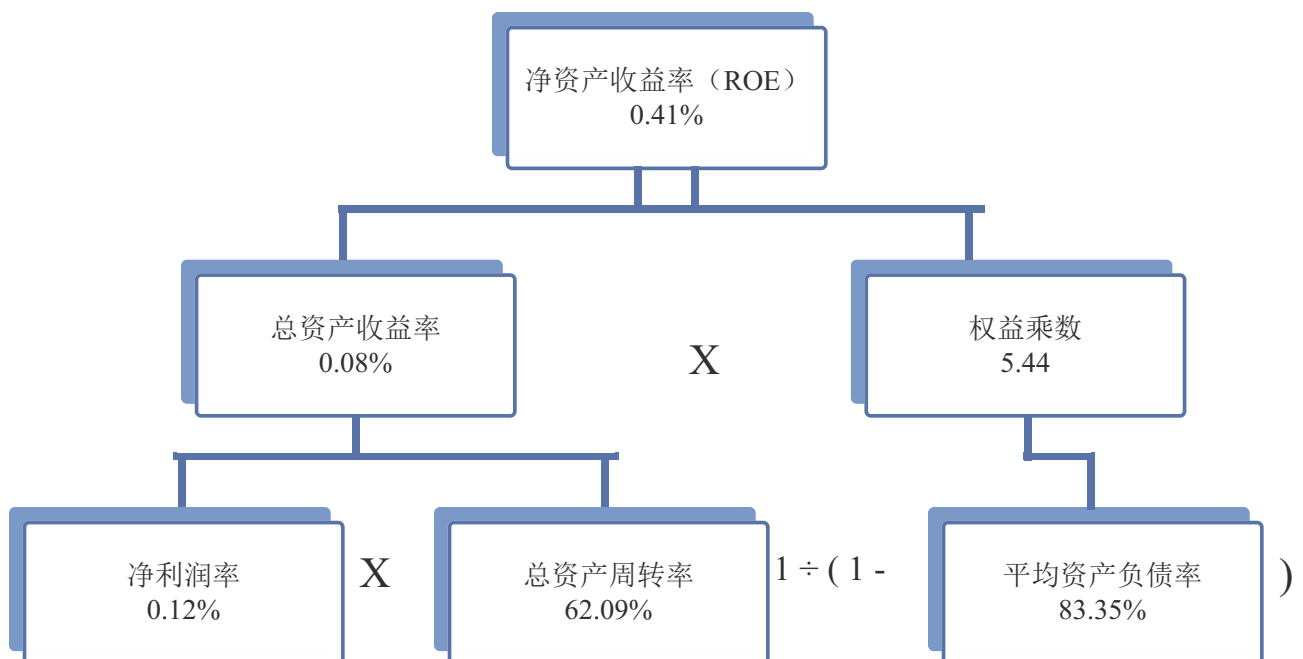 净资产收益率（ROE）
0.41%
总资产收益率
0.08%
X
权益乘数
5.44
净利润率
0.12%
X
总资产周转率
62.09%
1 ÷ ( 1 -
平均资产负债率
83.35%
)